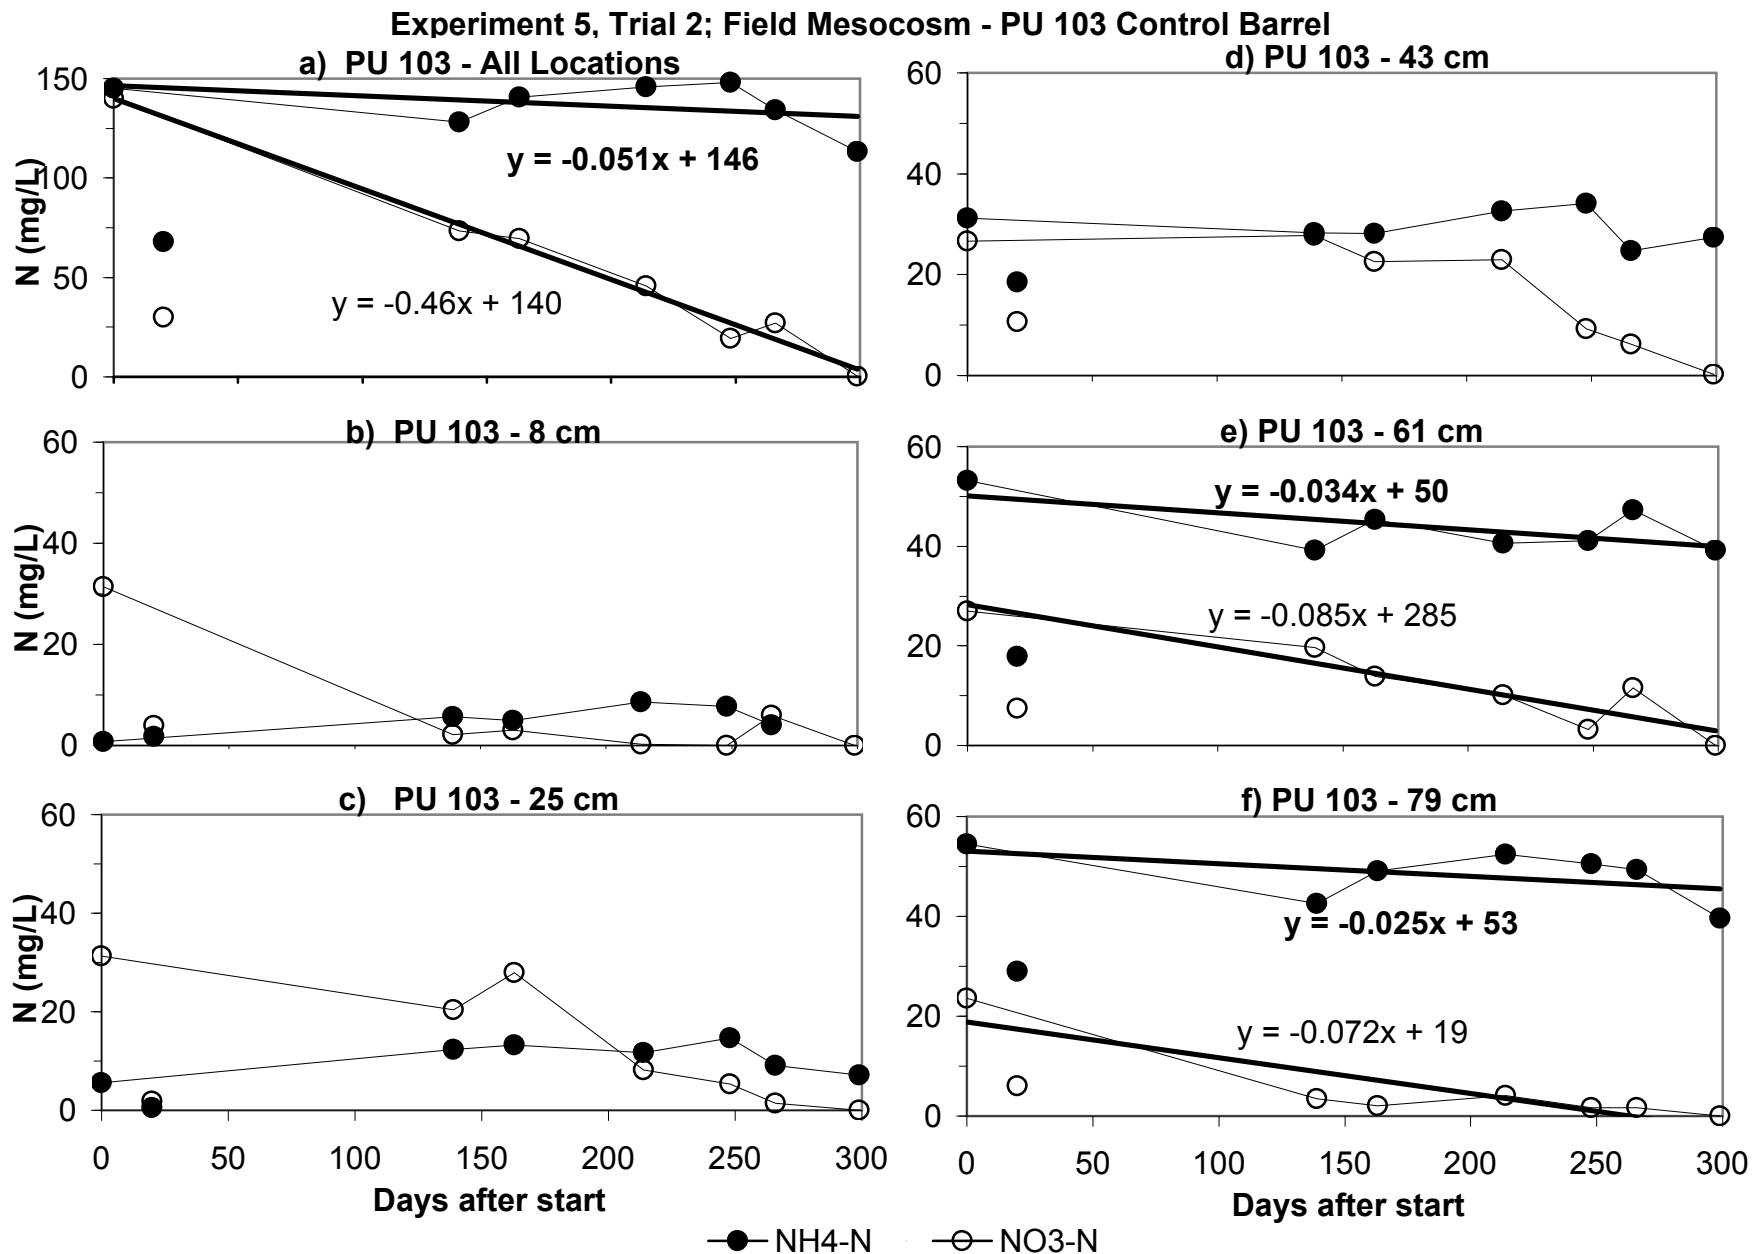 Experiment 5, Trial 2; Field Mesocosm - PU 103 Control Barrel
a) PU 103 - All Locations
150
100
50
0
N (mg/L)
y = -0.051x + 146
y = -0.46x + 140
d) PU 103 - 43 cm
60
40
20
0
b) PU 103 - 8 cm
60
40
20
0
N (mg/L)
e) PU 103 - 61 cm
60
40
20
0
y = -0.034x + 50
y = -0.085x + 285
c) PU 103 - 25 cm
60
40
20
0
N (mg/L)
0 50 100 150 200 250 300
Days after start
f) PU 103 - 79 cm
60
40
20
0
y = -0.025x + 53
y = -0.072x + 19
0 50 100 150 200 250 300
Days after start
NH4-N NO3-N